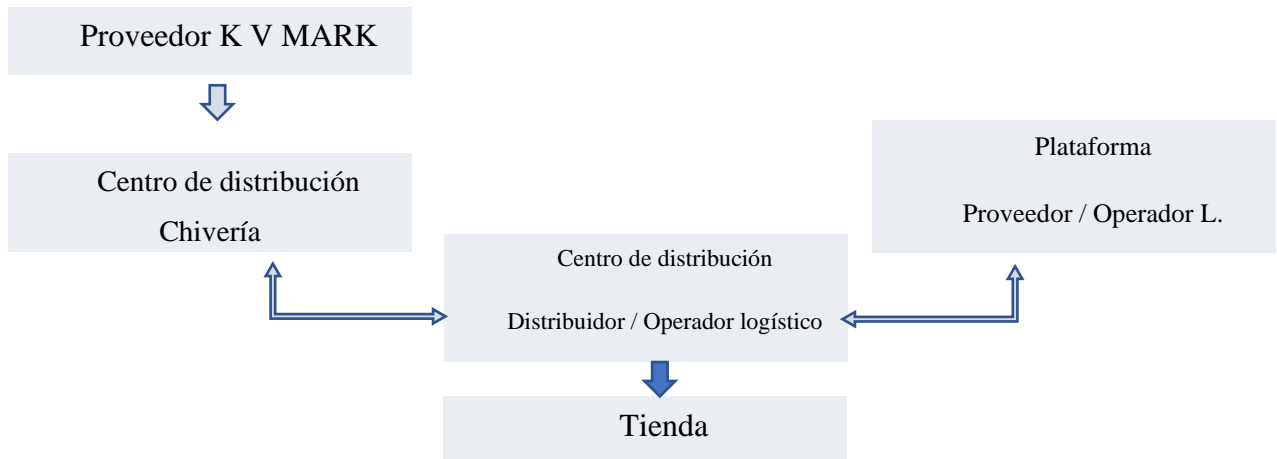 Proveedor K V MARK
Centro de distribución
Chivería
Plataforma
Proveedor / Operador L.
Centro de distribución
Distribuidor / Operador logístico
Tienda